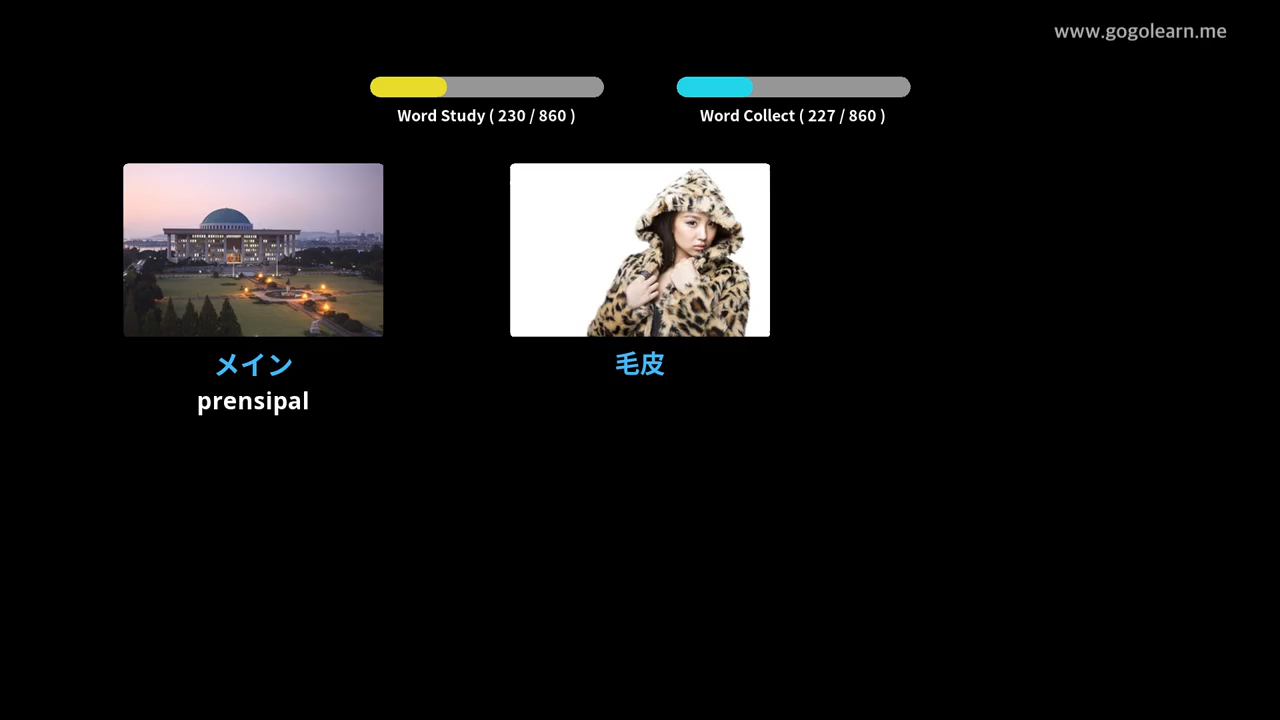 www.gogolearn.me
Word Study ( 230 / 860 )
Word Collect ( 227 / 860 )
メイン
prensipal
毛皮